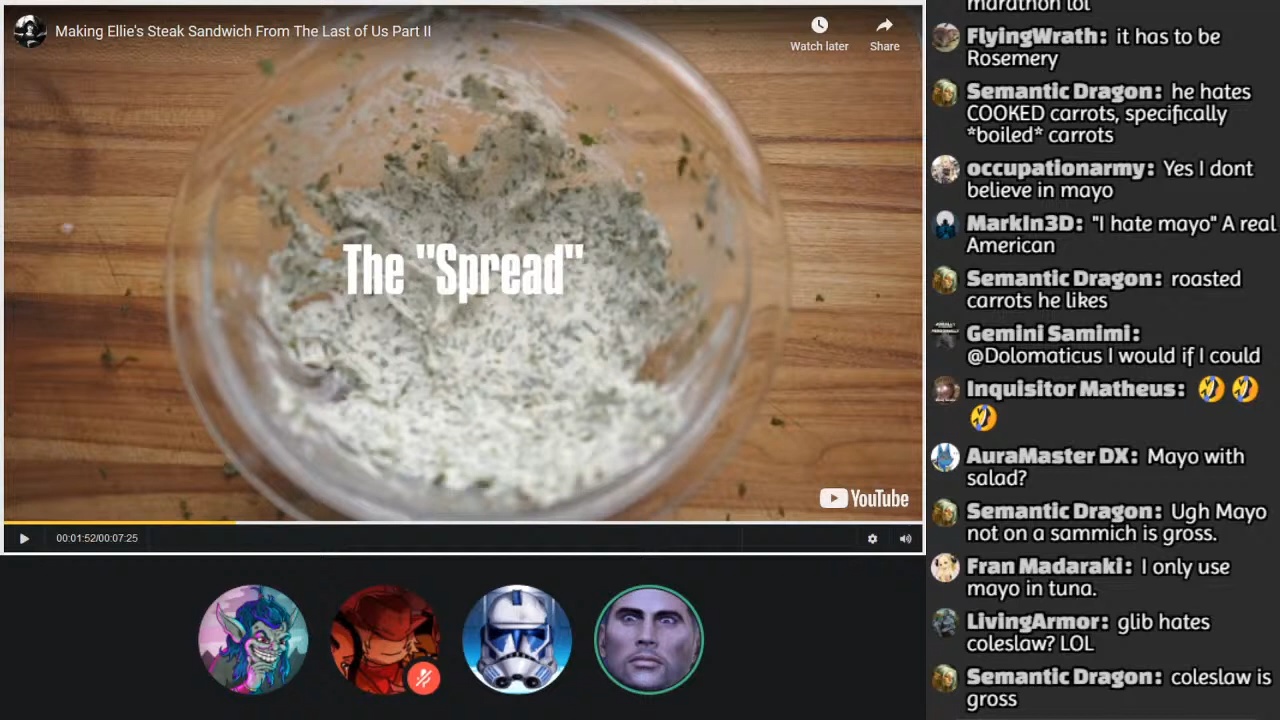 Making Ellie's Steak Sandwich From The Last of Us Part II
Watch later
Share
The "Spread"
YouTube
00:01:52/00:07:25
marathon lol
FlyingWrath: it has to be
Rosemery
Semantic Dragon: he hates
COOKED carrots, specifically
*boiled* carrots
occupationarmy: Yes I dont
believe in mayo
MarkIn3D: "I hate mayo" A real
American
Semantic Dragon: roasted
carrots he likes
Gemini Samimi:
@Dolomaticus I would if I could
Inquisitor Matheus: 🤣 🤣
🤣
AuraMaster DX: Mayo with
salad?
Semantic Dragon: Ugh Mayo
not on a sammich is gross.
Fran Madaraki: I only use
mayo in tuna.
LivingArmor: glib hates
coleslaw? LOL
Semantic Dragon: coleslaw is
gross